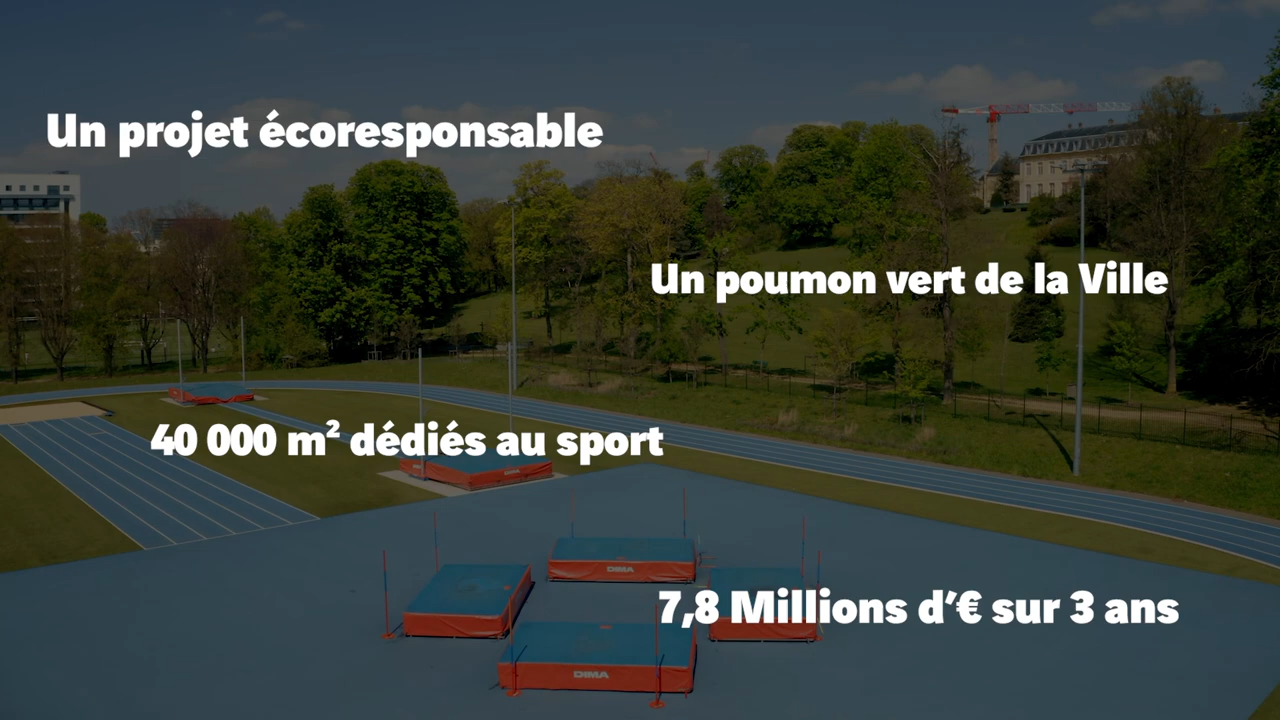 Un projet écoresponsable
Un poumon vert de la Ville
40 000 m² dédiés au sport
DIMA
7,8 Millions d’€ sur 3 ans
DIMA